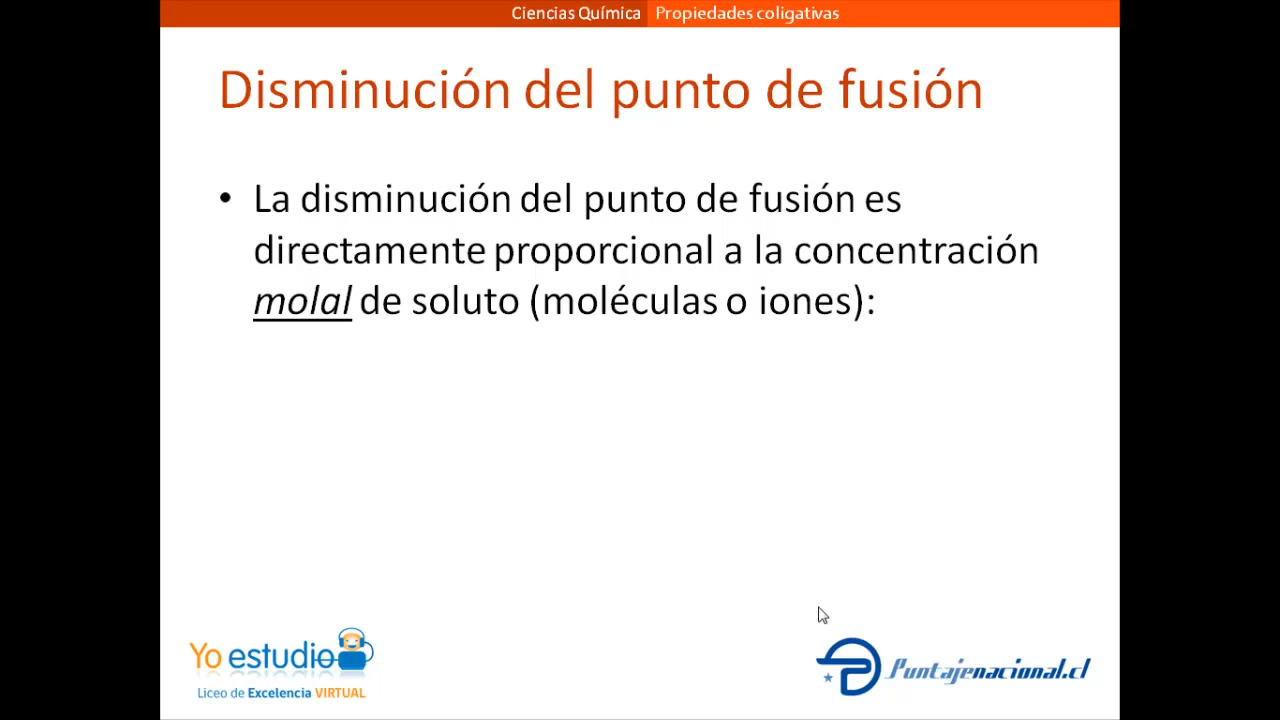 Ciencias Química Propiedades coligativas
Disminución del punto de fusión
• La disminución del punto de fusión es
directamente proporcional a la concentración
molal de soluto (moléculas o iones):
Yo estudio
Liceo de Excelencia VIRTUAL
Puntajenacional.cl